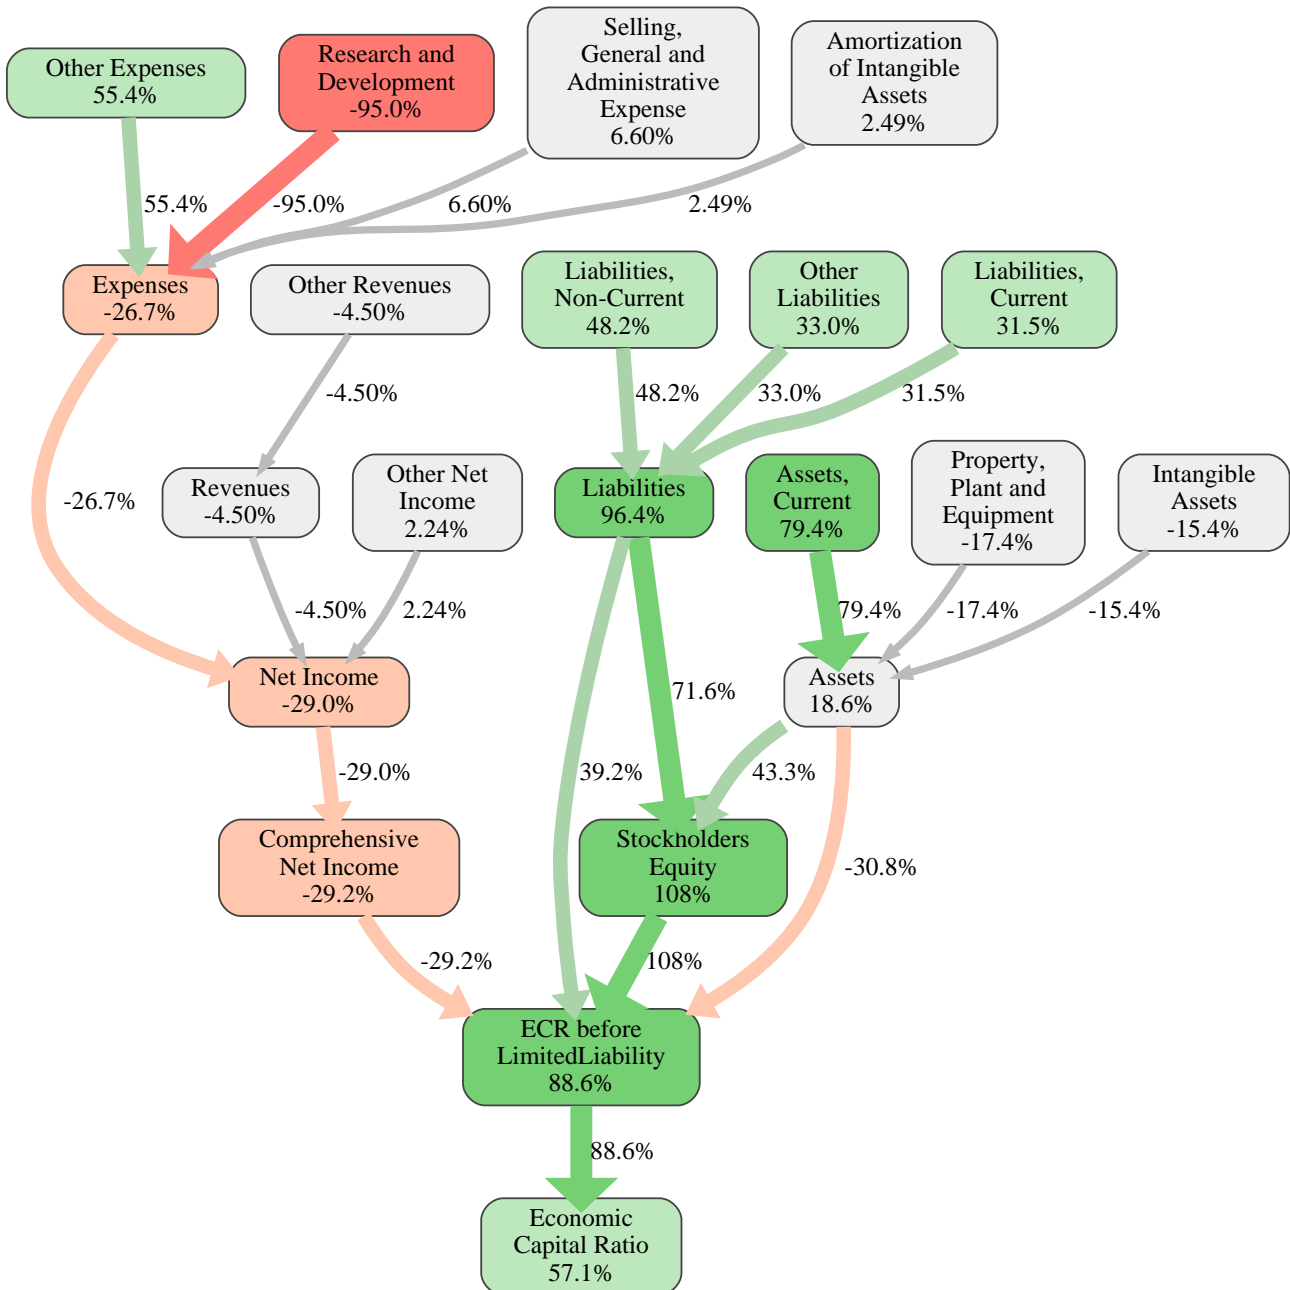 Other Expenses
55.4%
Research and
Development
-95.0%
Selling,
General and
Administrative
Expense
6.60%
Amortization
of Intangible
Assets
2.49%
55.4%
-95.0%
6.60%
2.49%
Expenses
-26.7%
Other Revenues
-4.50%
Liabilities,
Non-Current
48.2%
Other
Liabilities
33.0%
Liabilities,
Current
31.5%
-4.50%
48.2%
33.0%
31.5%
-26.7%
Revenues
-4.50%
Other Net
Income
2.24%
Liabilities
96.4%
Assets,
Current
79.4%
Property,
Plant and
Equipment
-17.4%
Intangible
Assets
-15.4%
-4.50%
2.24%
79.4%
-17.4%
-15.4%
Net Income
-29.0%
71.6%
Assets
18.6%
-29.0%
39.2%
43.3%
Comprehensive
Net Income
-29.2%
Stockholders
Equity
108%
-30.8%
-29.2%
108%
ECR before
LimitedLiability
88.6%
88.6%
Economic
Capital Ratio
57.1%